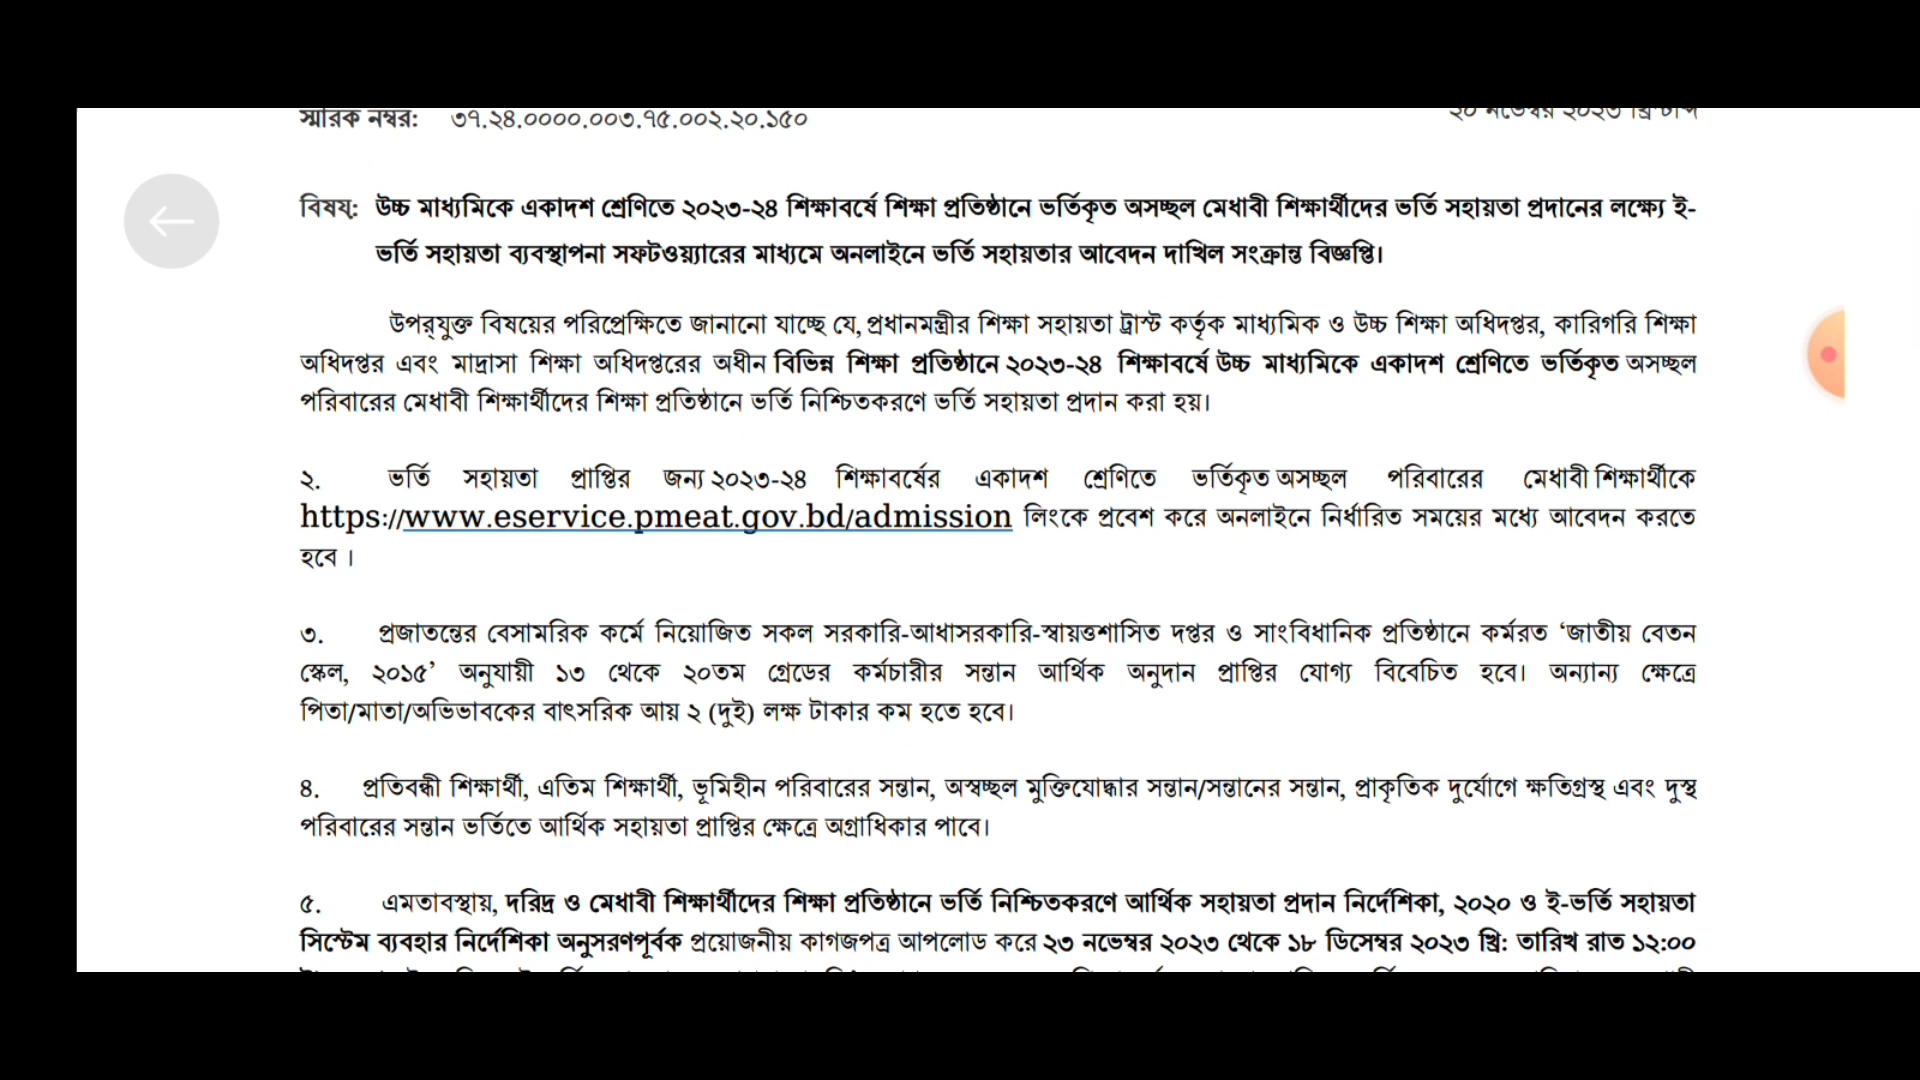 স্মারক নম্বর: ৩৭.২৪.০০০০.০০৩.৭৫.০০২.২০.১৫০
২০ নভেম্বর ২০২৩ খ্রিস্টাব্দ
বিষয়: উচ্চ মাধ্যমিকে একাদশ শ্রেণিতে ২০২৩-২৪ শিক্ষাবর্ষে শিক্ষা প্রতিষ্ঠানে ভর্তিকৃত অসচ্ছল মেধাবী শিক্ষার্থীদের ভর্তি সহায়তা প্রদানের লক্ষ্যে ই-
ভর্তি সহায়তা ব্যবস্থাপনা সফটওয়্যারের মাধ্যমে অনলাইনে ভর্তি সহায়তার আবেদন দাখিল সংক্রান্ত বিজ্ঞপ্তি।
উপর্‌যুক্ত বিষয়ের পরিপ্রেক্ষিতে জানানো যাচ্ছে যে, প্রধানমন্ত্রীর শিক্ষা সহায়তা ট্রাস্ট কর্তৃক মাধ্যমিক ও উচ্চ শিক্ষা অধিদপ্তর, কারিগরি শিক্ষা
অধিদপ্তর এবং মাদ্রাসা শিক্ষা অধিদপ্তরের অধীন বিভিন্ন শিক্ষা প্রতিষ্ঠানে ২০২৩-২৪ শিক্ষাবর্ষে উচ্চ মাধ্যমিকে একাদশ শ্রেণিতে ভর্তিকৃত অসচ্ছল
পরিবারের মেধাবী শিক্ষার্থীদের শিক্ষা প্রতিষ্ঠানে ভর্তি নিশ্চিতকরণে ভর্তি সহায়তা প্রদান করা হয়।
২. ভর্তি সহায়তা প্রাপ্তির জন্য ২০২৩-২৪ শিক্ষাবর্ষের একাদশ শ্রেণিতে ভর্তিকৃত অসচ্ছল পরিবারের মেধাবী শিক্ষার্থীকে
https://www.eservice.pmeat.gov.bd/admission লিংকে প্রবেশ করে অনলাইনে নির্ধারিত সময়ের মধ্যে আবেদন করতে
হবে ।
৩. প্রজাতন্তের বেসামরিক কর্মে নিয়োজিত সকল সরকারি-আধাসরকারি-স্বায়ত্তশাসিত দপ্তর ও সাংবিধানিক প্রতিষ্ঠানে কর্মরত ‘জাতীয় বেতন
স্কেল, ২০১৫’ অনুযায়ী ১৩ থেকে ২০তম গ্রেডের কর্মচারীর সন্তান আর্থিক অনুদান প্রাপ্তির যোগ্য বিবেচিত হবে। অন্যান্য ক্ষেত্রে
পিতা/মাতা/অভিভাবকের বাৎসরিক আয় ২ (দুই) লক্ষ টাকার কম হতে হবে।
৪. প্রতিবন্ধী শিক্ষার্থী, এতিম শিক্ষার্থী, ভূমিহীন পরিবারের সন্তান, অস্বচ্ছল মুক্তিযোদ্ধার সন্তান/সন্তানের সন্তান, প্রাকৃতিক দুর্যোগে ক্ষতিগ্রস্থ এবং দুস্থ
পরিবারের সন্তান ভর্তিতে আর্থিক সহায়তা প্রাপ্তির ক্ষেত্রে অগ্রাধিকার পাবে।
৫. এমতাবস্থায়, দরিদ্র ও মেধাবী শিক্ষার্থীদের শিক্ষা প্রতিষ্ঠানে ভর্তি নিশ্চিতকরণে আর্থিক সহায়তা প্রদান নির্দেশিকা, ২০২০ ও ই-ভর্তি সহায়তা
সিস্টেম ব্যবহার নির্দেশিকা অনুসরণপূর্বক প্রয়োজনীয় কাগজপত্র আপলোড করে ২৩ নভেম্বর ২০২৩ থেকে ১৮ ডিসেম্বর ২০২৩ খ্রি: তারিখ রাত ১২:০০